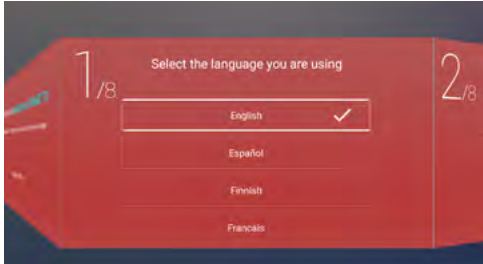 1/8
Select the language you are using
2/8
English
Español
Finnish
Francais